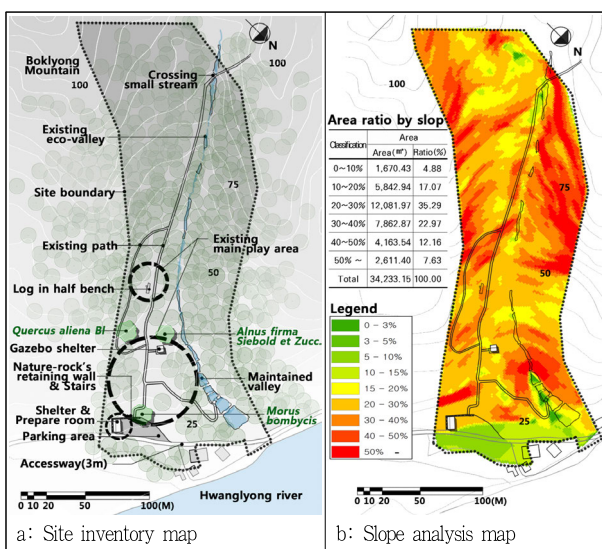 N
100
Boklyong
Mountain
100
Crossing
small stream
Existing
eco-valley
Site boundary
75
Existing path
Existing
main-play area
50
Log in half bench
Quercus aliena Bl
Alnus firma
Siebold et Zucc.
Gazebo shelter
Nature-rock's
retaining wall
& Stairs
Maintained
valley
Shelter &
Prepare room
Morus
bombycis
Parking area
25
Accessway(3m)
0 10 20 50 100(M)
Hwanglyong river
a: Site inventory map
N
100
100
Area ratio by slop
Classification Area
Area(㎡) Ratio(%)
0~10% 1,670.43 4.88
10~20% 5,842.94 17.07
20~30% 12,081.97 35.29
30~40% 7,862.87 22.97
40~50% 4,163.54 12.16
50% ~ 2,611.40 7.63
Total 34,233.15 100.00
75
50
Legend
0 - 3%
3 - 5%
5 - 10%
10 - 15%
15 - 20%
20 - 30%
30 - 40%
40 - 50%
50% -
25
0 10 20 50 100(M)
b: Slope analysis map